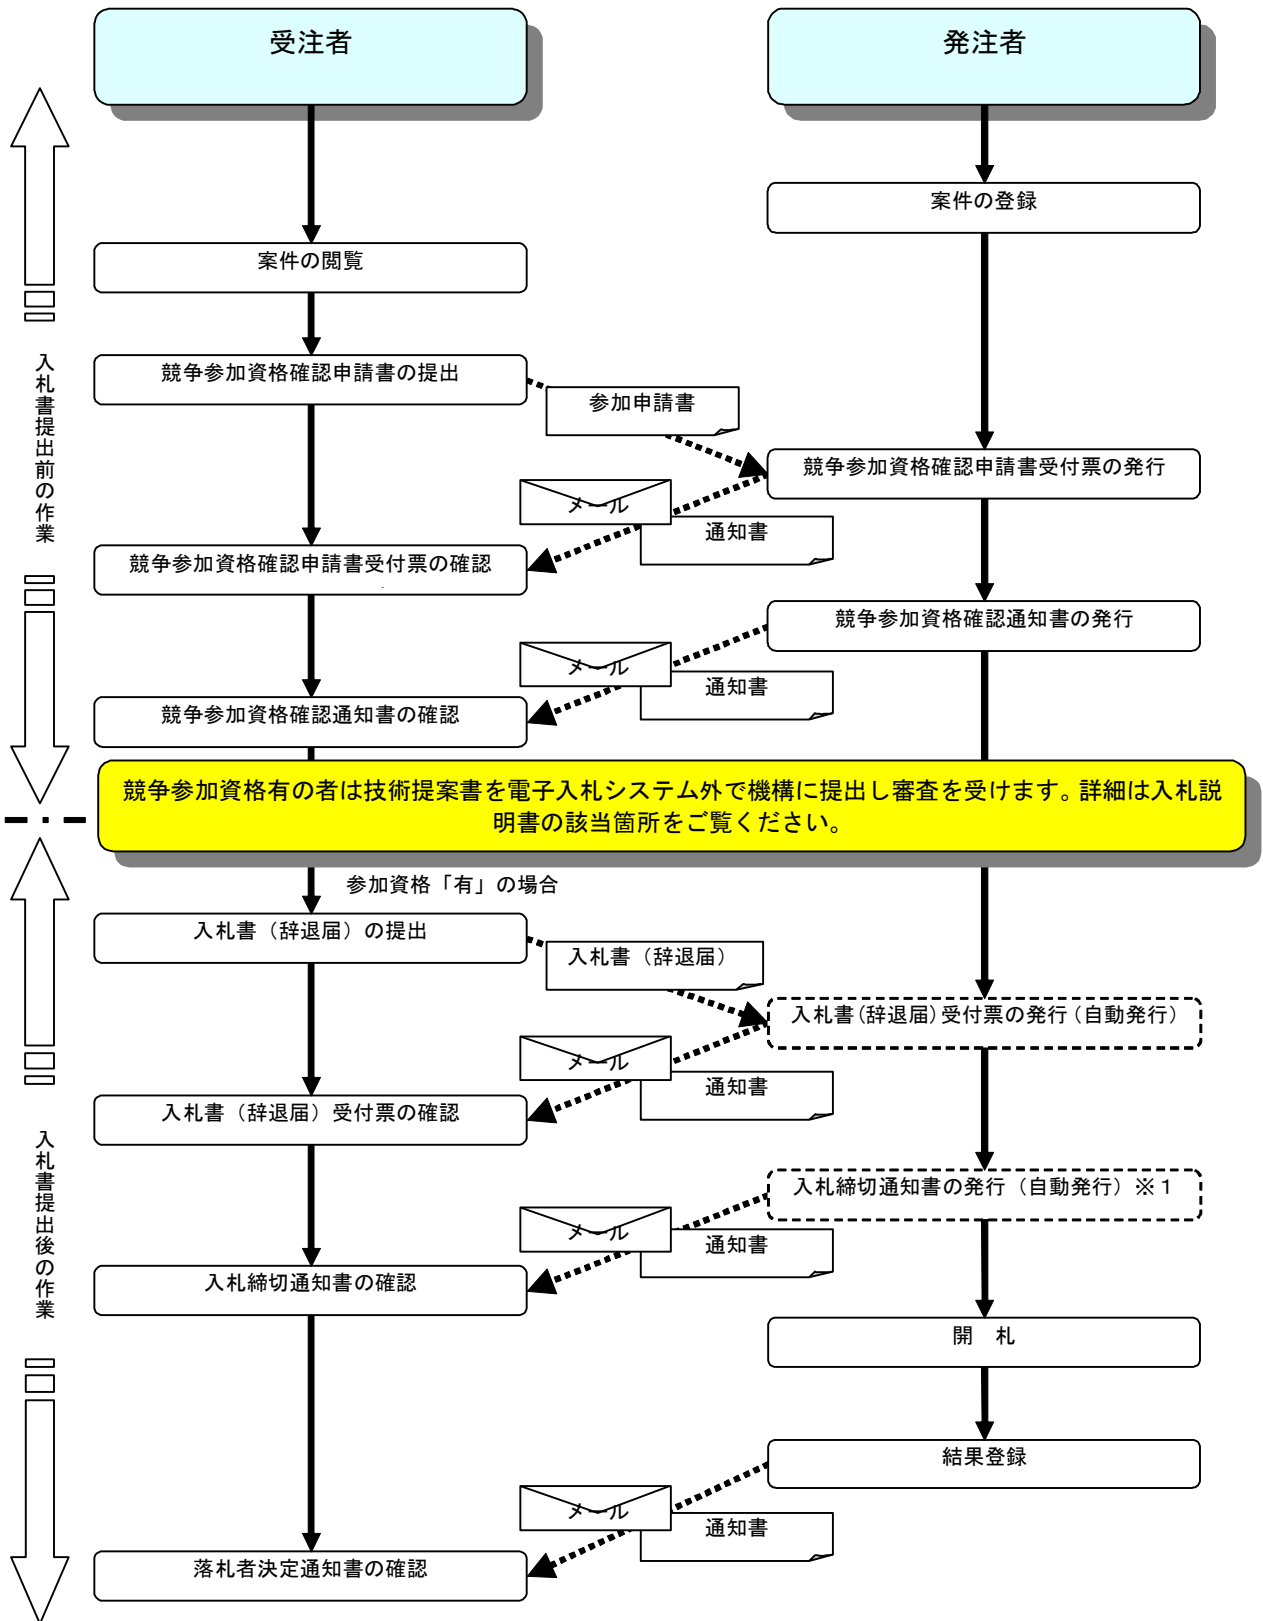 受注者
発注者
案件の登録
案件の閲覧
入札書提出前の作業
競争参加資格確認申請書の提出
参加申請書
競争参加資格確認申請書受付票の発行
メール
通知書
競争参加資格確認申請書受付票の確認
競争参加資格確認通知書の発行
メール
通知書
競争参加資格確認通知書の確認
競争参加資格有の者は技術提案書を電子入札システム外で機構に提出し審査を受けます。詳細は入札説
明書の該当箇所をご覧ください。
参加資格「有」の場合
入札書（辞退届）の提出
入札書（辞退届）
入札書（辞退届）受付票の発行（自動発行）
メール
通知書
入札書（辞退届）受付票の確認
入札書提出後の作業
入札締切通知書の発行（自動発行）※１
メール
通知書
入札締切通知書の確認
開　札
結果登録
メール
通知書
落札者決定通知書の確認